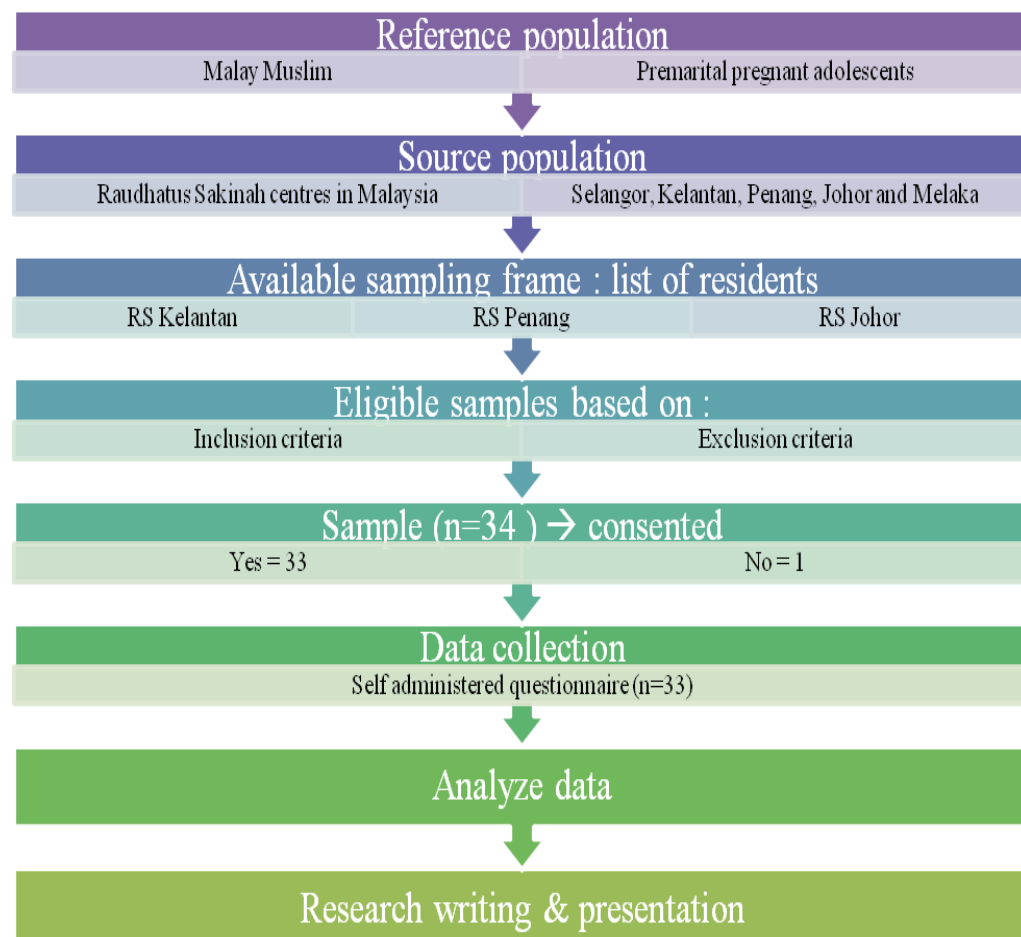 Reference population
Malay Muslim
Premarital pregnant adolescents
Source population
Raudhatus Sakinah centres in Malaysia
Selangor, Kelantan, Penang, Johor and Melaka
Available sampling frame : list of residents
RS Kelantan
RS Penang
RS Johor
Eligible samples based on :
Inclusion criteria
Exclusion criteria
Sample (n=34 ) → consented
Yes = 33
No = 1
Data collection
Self administered questionnaire (n=33)
Analyze data
Research writing & presentation